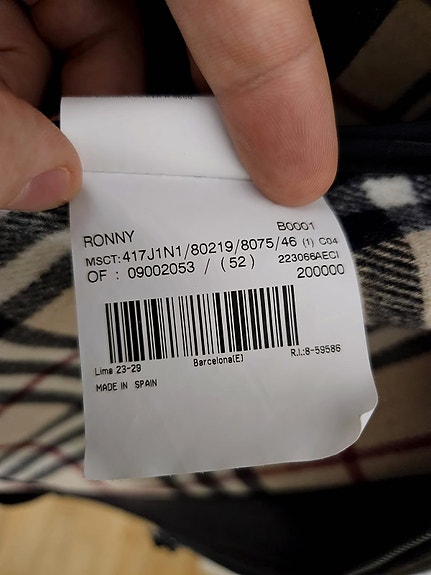 RONNY B0001
MSCT:417J1N1/80219/8075/46 (1) C04
OF : 09002053 / (52) 223066AECI
200000
Lima 23-29 Barcelona(E) R.I.:8-59586
MADE IN SPAIN